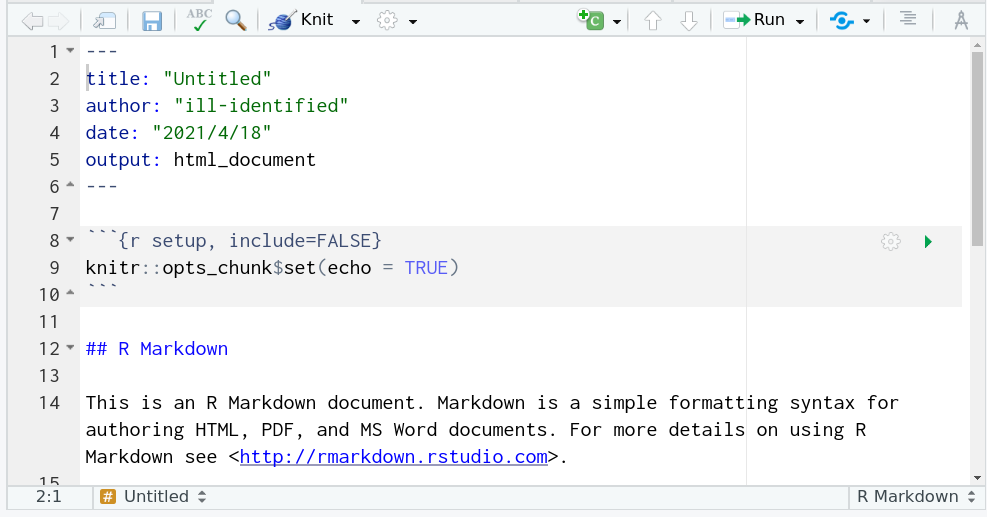 ABC Knit C Run
1 ---
2 title: "Untitled"
3 author: "ill-identified"
4 date: "2021/4/18"
5 output: html_document
6 ---
7
8 ```{r setup, include=FALSE}
9 knitr::opts_chunk$set(echo = TRUE)
10 ```
11
12 ## R Markdown
13
14 This is an R Markdown document. Markdown is a simple formatting syntax for
authoring HTML, PDF, and MS Word documents. For more details on using R
Markdown see <http://rmarkdown.rstudio.com>.
15
2:1 # Untitled R Markdown